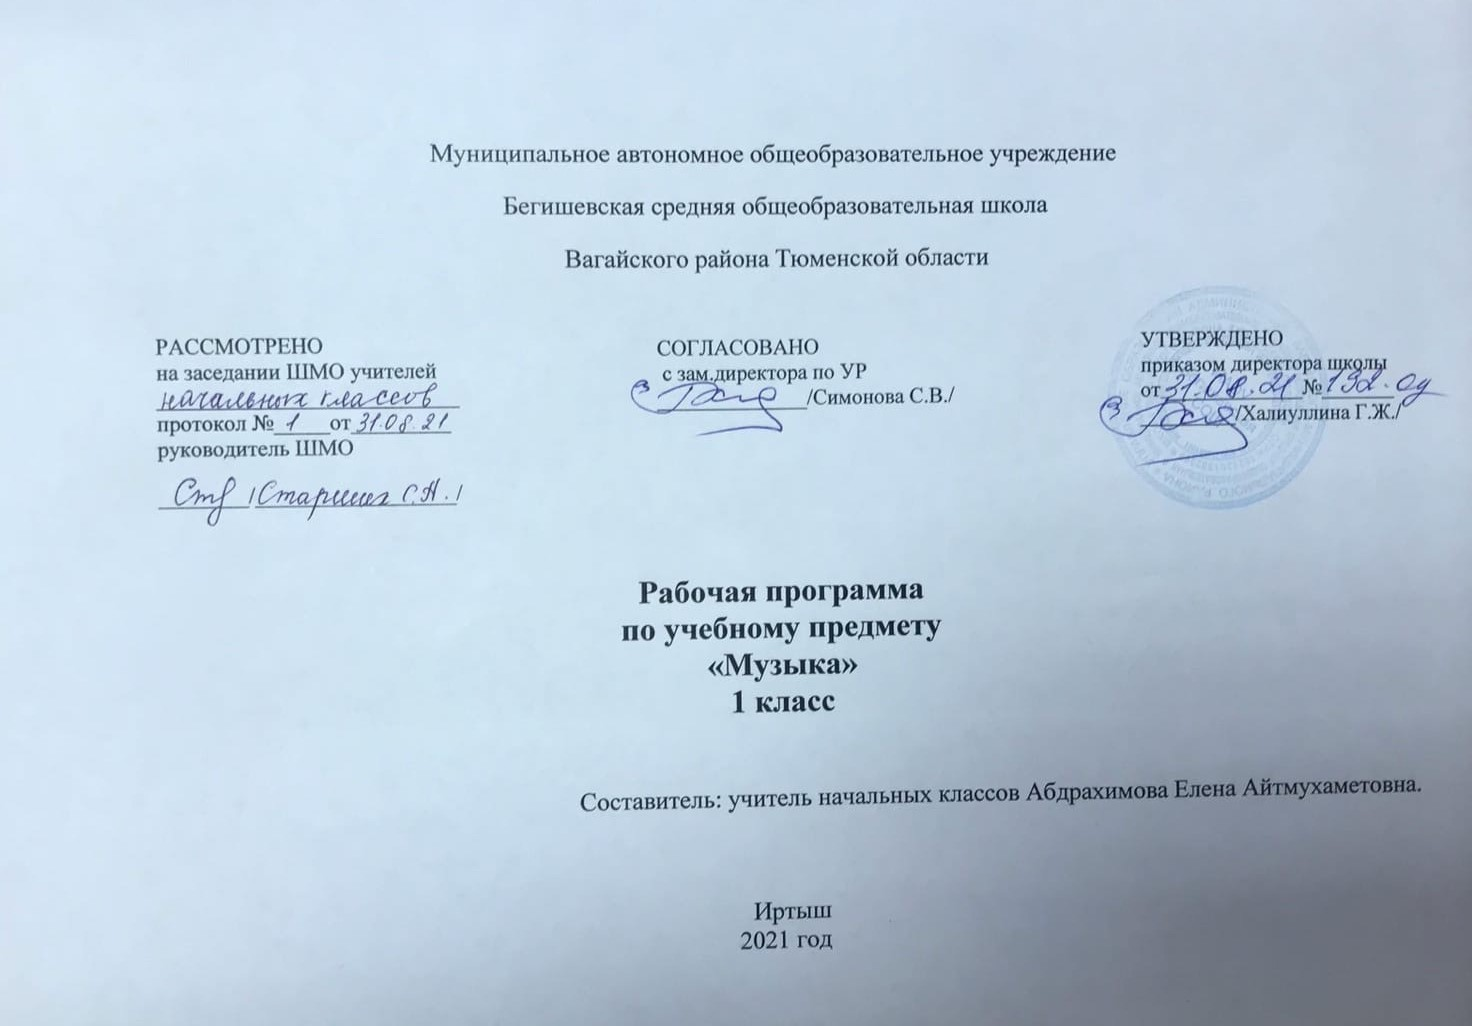 Муниципальное автономное общеобразовательное учреждение
Бегишевская средняя общеобразовательная школа
Вагайского района Тюменской области
РАССМОТРЕНО
на заседании ШМО учителей
начальных классов
протокол № 1 от 31.08.21
руководитель ШМО
/Старших С.Н./
СОГЛАСОВАНО
с зам.директора по УР
/Симонова С.В./
УТВЕРЖДЕНО
приказом директора школы
от 31.08.21 № 192-од
/Халиуллина Г.Ж./
Рабочая программа
по учебному предмету
«Музыка»
1 класс
Составитель: учитель начальных классов Абдрахимова Елена Айтмухаметовна.
Иртыш
2021 год